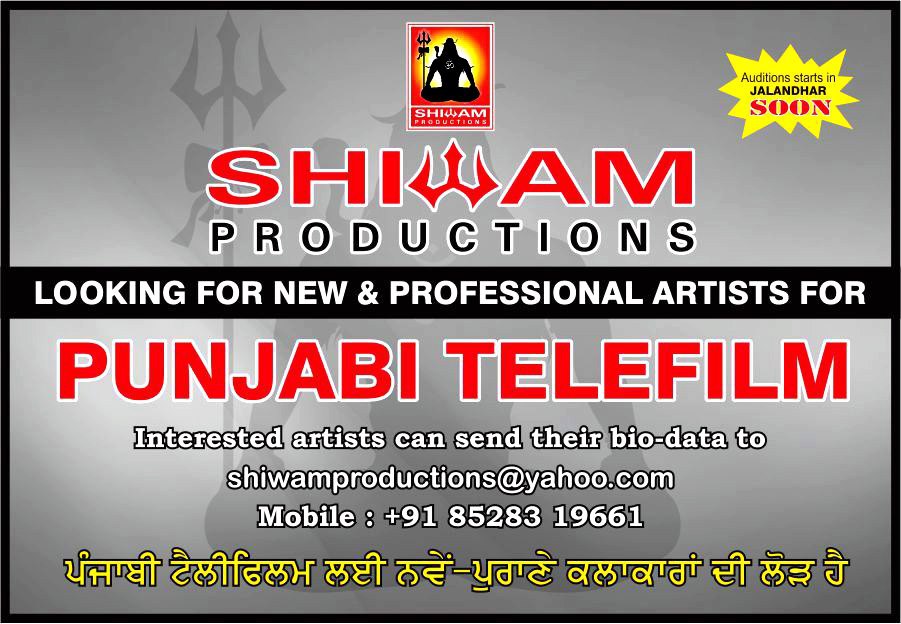 SHIWAM
PRODUCTIONS
Auditions starts in
JALANDHAR
SOON
SHIWAM
PRODUCTIONS
LOOKING FOR NEW & PROFESSIONAL ARTISTS FOR
PUNJABI TELEFILM
Interested artists can send their bio-data to
shiwamproductions@yahoo.com
Mobile : +91 85283 19661
ਪੰਜਾਬੀ ਟੈਲੀਫਿਲਮ ਲਈ ਨਵੇਂ-ਪੁਰਾਣੇ ਕਲਾਕਾਰਾਂ ਦੀ ਲੋੜ ਹੈ